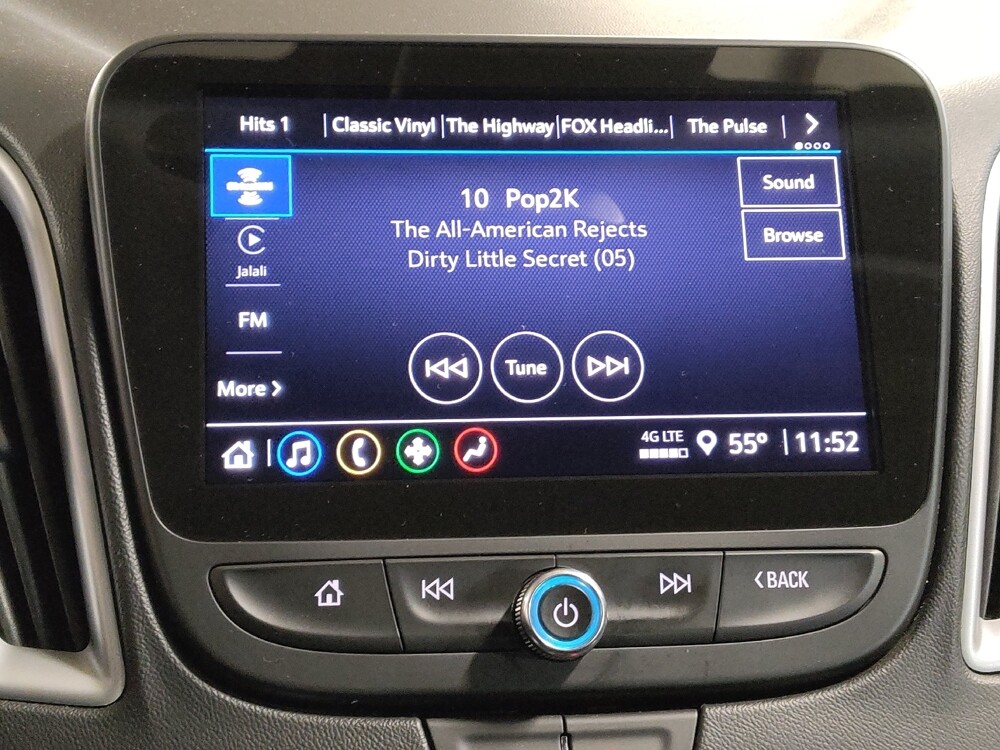 Hits 1 | Classic Vinyl | The Highway | FOX Headli... | The Pulse
10 Pop2K
The All-American Rejects
Dirty Little Secret (05)
Sound
Browse
Jalali
FM
More
Tune
4G LTE 55° 11:52
BACK